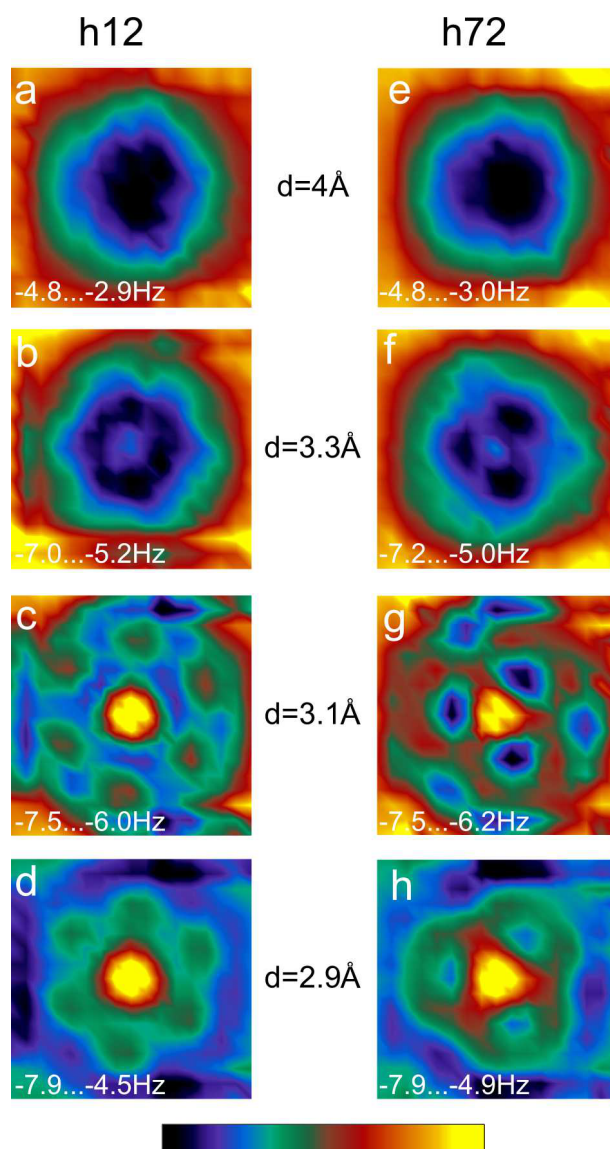 h12 h72
a e
d=4Å
-4.8...-2.9Hz -4.8...-3.0Hz
b f
d=3.3Å
-7.0...-5.2Hz -7.2...-5.0Hz
c g
d=3.1Å
-7.5...-6.0Hz -7.5...-6.2Hz
d h
d=2.9Å
-7.9...-4.5Hz -7.9...-4.9Hz